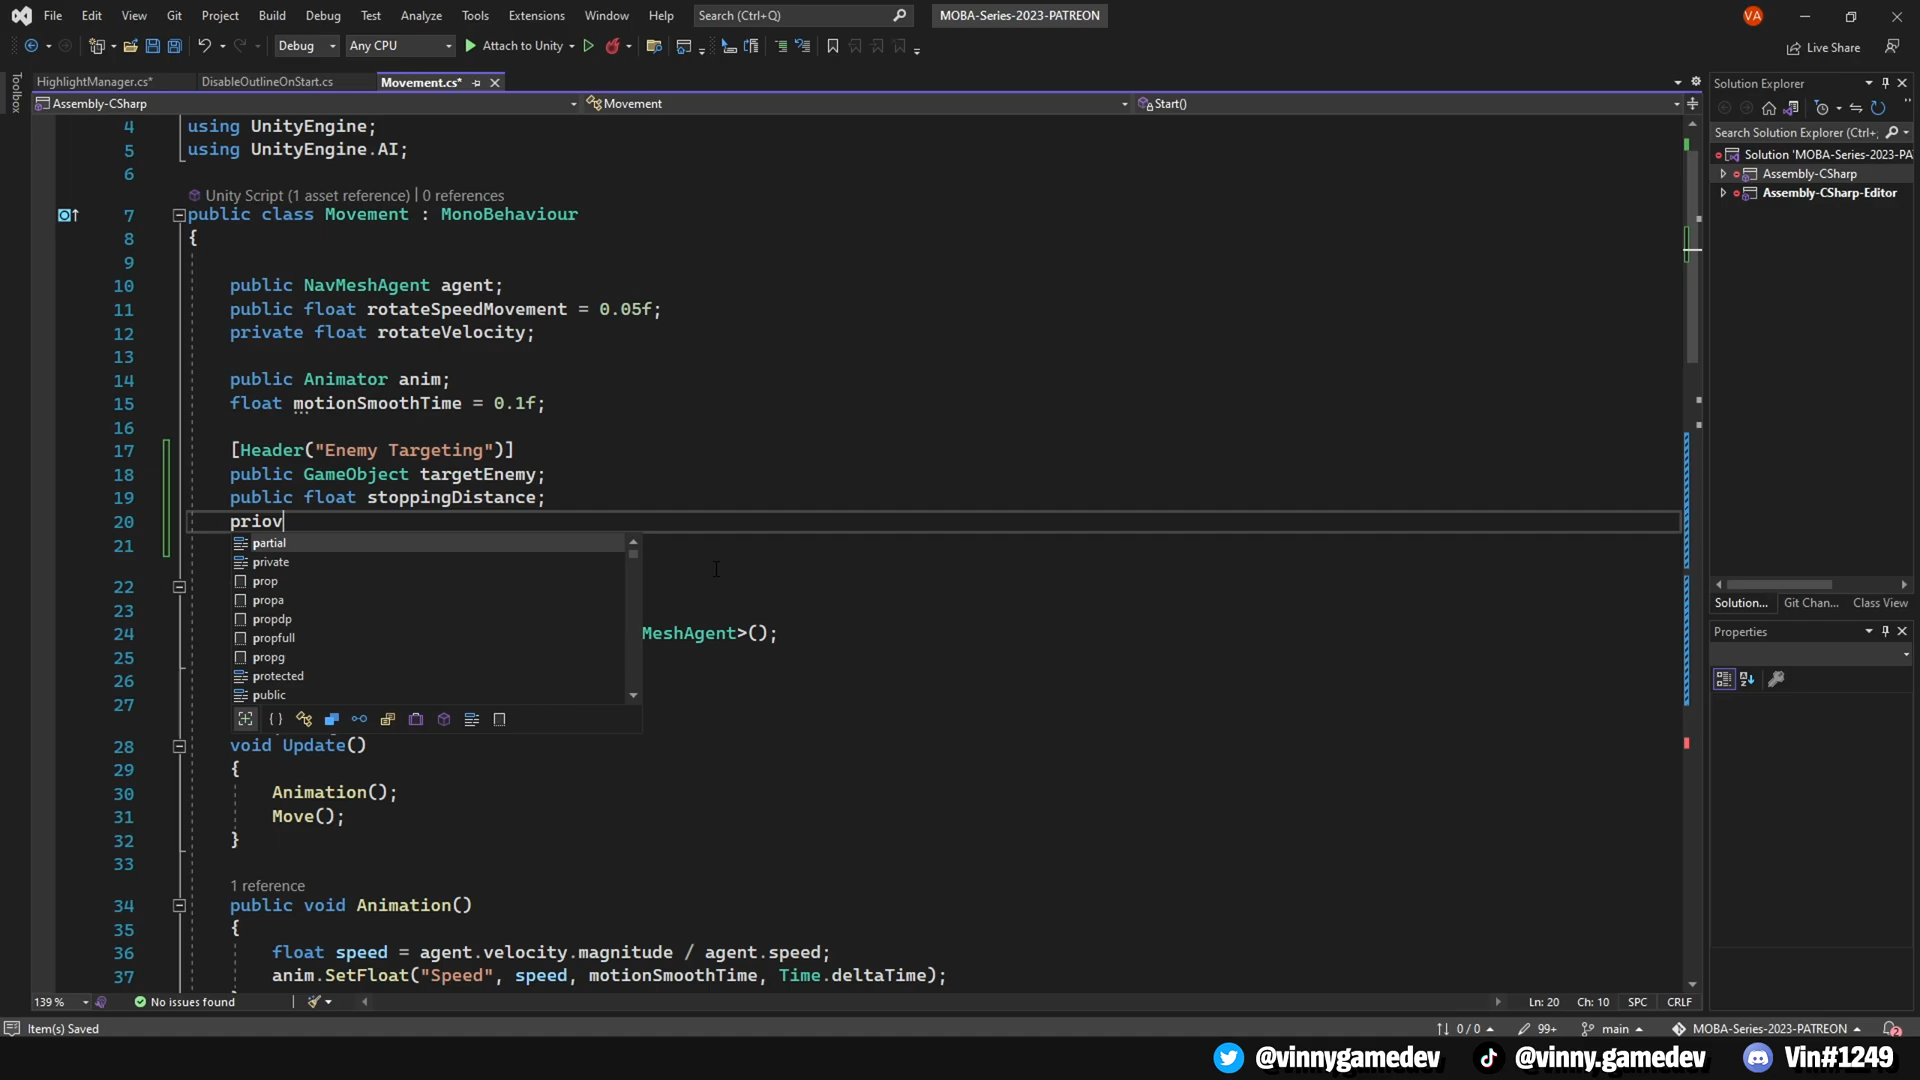 File Edit View Git Project Build Debug Test Analyze Tools Extensions Window Help Search (Ctrl+Q) MOBA-Series-2023-PATREON VA
Debug Any CPU Attach to Unity Live Share
Toolbox
HighlightManager.cs* DisableOutlineOnStart.cs Movement.cs*
Assembly-CSharp Movement Start()
4 using UnityEngine;
5 using UnityEngine.AI;
6
Unity Script (1 asset reference) | 0 references
7 public class Movement : MonoBehaviour
8 {
9
10 public NavMeshAgent agent;
11 public float rotateSpeedMovement = 0.05f;
12 private float rotateVelocity;
13
14 public Animator anim;
15 float motionSmoothTime = 0.1f;
16
17 [Header("Enemy Targeting")]
18 public GameObject targetEnemy;
19 public float stoppingDistance;
20 priov
21
partial
private
prop
propa
propdp
propfull
propg
protected
public
22
23
24 MeshAgent>();
25
26
27
28 void Update()
29 {
30 Animation();
31 Move();
32 }
33
1 reference
34 public void Animation()
35 {
36 float speed = agent.velocity.magnitude / agent.speed;
37 anim.SetFloat("Speed", speed, motionSmoothTime, Time.deltaTime);
139 % No issues found Ln: 20 Ch: 10 SPC CRLF
Solution Explorer
Search Solution Explorer (Ctrl+;
Solution 'MOBA-Series-2023-PA
Assembly-CSharp
Assembly-CSharp-Editor
Solution... Git Chan... Class View
Properties
Item(s) Saved 0 / 0 99+ main MOBA-Series-2023-PATREON 2
@vinnygamedev @vinny.gamedev Vin#1249